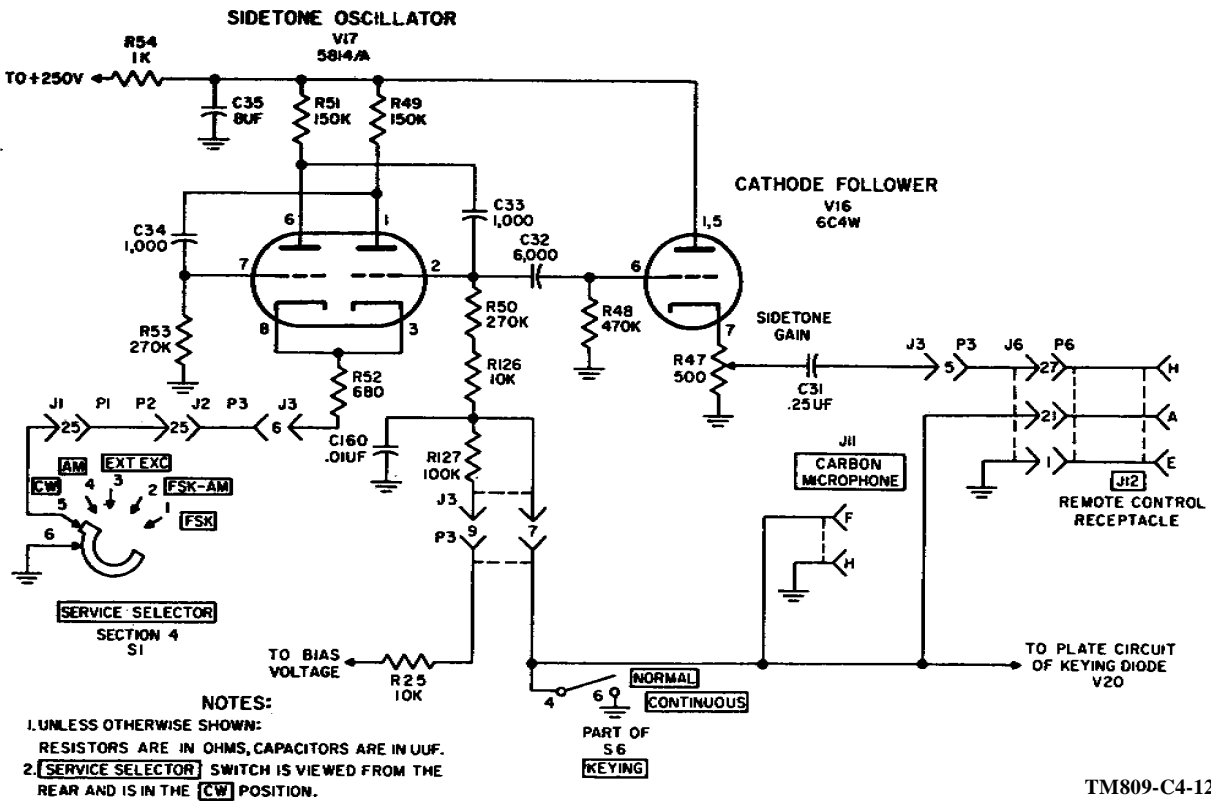 SIDETONE OSCILLATOR
V17
5814/A
R54
1K
TO +250V
C35
8UF
R51
150K
R49
150K
CATHODE FOLLOWER
V16
6C4W
C34
1,000
6
1
C33
1,000
C32
6,000
1,5
7
2
6
R53
270K
8
3
R50
270K
R48
470K
7
SIDETONE
GAIN
R52
680
R126
10K
R47
500
C31
.25UF
J3
P3
J6
P6
5
27
H
21
A
1
E
J12
REMOTE CONTROL
RECEPTACLE
J1
P1
P2
J2
P3
J3
25
25
6
C160
.01UF
R127
100K
J11
CARBON
MICROPHONE
F
H
CW
AM
EXT EXC
FSK-AM
FSK
5
4
3
2
1
6
J3
P3
9
7
SERVICE SELECTOR
SECTION 4
S1
TO BIAS
VOLTAGE
R25
10K
4
6
NORMAL
CONTINUOUS
PART OF
S6
KEYING
TO PLATE CIRCUIT
OF KEYING DIODE
V20
NOTES:
1. UNLESS OTHERWISE SHOWN:
RESISTORS ARE IN OHMS, CAPACITORS ARE IN UUF.
2. SERVICE SELECTOR SWITCH IS VIEWED FROM THE
REAR AND IS IN THE CW POSITION.
TM809-C4-12